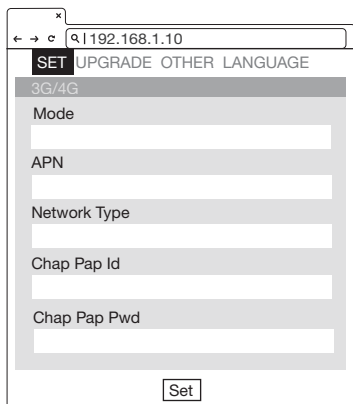 ×
192.168.1.10
SET UPGRADE OTHER LANGUAGE
3G/4G
Mode
APN
Network Type
Chap Pap Id
Chap Pap Pwd
Set